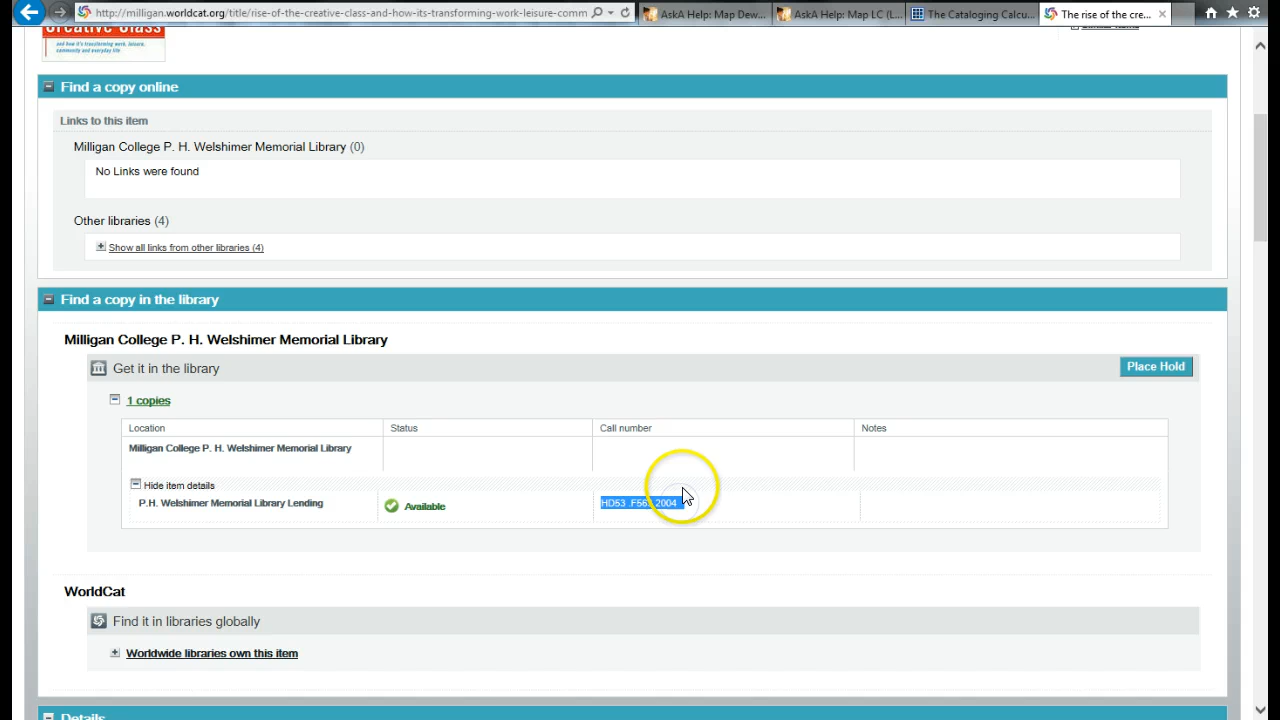 http://milligan.worldcat.org/title/rise-of-the-creative-class-and-how-its-transforming-work-leisure-comm
AskA Help: Map Dew...
AskA Help: Map LC (L...
The Cataloging Calcu...
The rise of the cre...
Creative Class
and how it's transforming work, leisure,
community and everyday life
Similar Items
Find a copy online
Links to this item
Milligan College P. H. Welshimer Memorial Library (0)
No Links were found
Other libraries (4)
Show all links from other libraries (4)
Find a copy in the library
Milligan College P. H. Welshimer Memorial Library
Get it in the library
Place Hold
1 copies
Location Status Call number Notes
Milligan College P. H. Welshimer Memorial Library
Hide item details
P.H. Welshimer Memorial Library Lending Available HD53 2004
WorldCat
Find it in libraries globally
Worldwide libraries own this item
Details